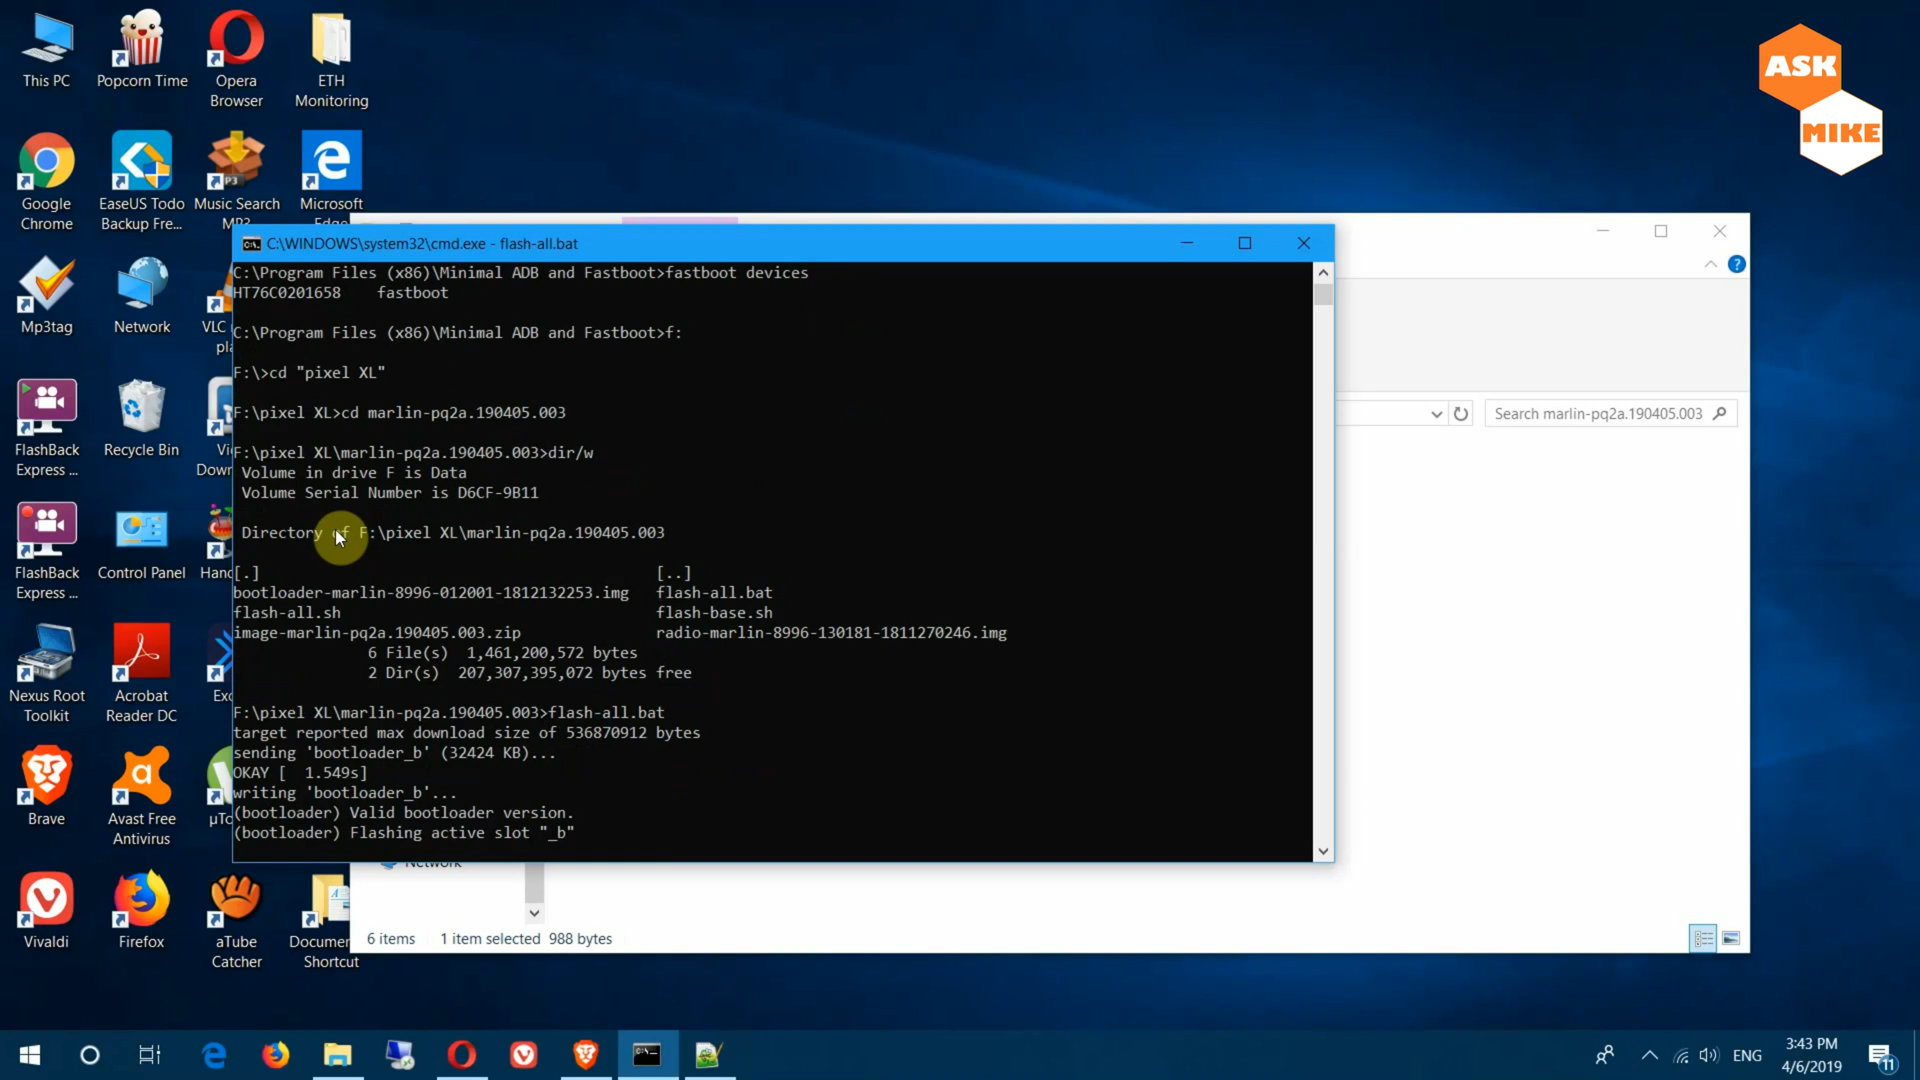 This PC
Popcorn Time
Opera
Browser
ETH
Monitoring
ASK
MIKE
Google
Chrome
EaseUS Todo
Backup Fre...
Music Search
MP3
Microsoft
Edge
Mp3tag
Network
VLC
FlashBack
Express ...
Recycle Bin
FlashBack
Express ...
Control Panel
Nexus Root
Toolkit
Acrobat
Reader DC
Brave
Avast Free
Antivirus
Vivaldi
Firefox
aTube
Catcher
Shortcut
C:\WINDOWS\system32\cmd.exe - flash-all.bat
C:\Program Files (x86)\Minimal ADB and Fastboot>fastboot devices
HT76C0201658    fastboot
C:\Program Files (x86)\Minimal ADB and Fastboot>f:
F:\>cd "pixel XL"
F:\pixel XL>cd marlin-pq2a.190405.003
F:\pixel XL\marlin-pq2a.190405.003>dir/w
Volume in drive F is Data
Volume Serial Number is D6CF-9B11
Directory of F:\pixel XL\marlin-pq2a.190405.003
[.]    [..]
bootloader-marlin-8996-012001-1812132253.img   flash-all.bat
flash-all.sh    flash-base.sh
image-marlin-pq2a.190405.003.zip    radio-marlin-8996-130181-1811270246.img
6 File(s)  1,461,200,572 bytes
2 Dir(s)  207,307,395,072 bytes free
F:\pixel XL\marlin-pq2a.190405.003>flash-all.bat
target reported max download size of 536870912 bytes
sending 'bootloader_b' (32424 KB)...
OKAY [  1.549s]
writing 'bootloader_b'...
(bootloader) Valid bootloader version.
(bootloader) Flashing active slot "_b"
Search marlin-pq2a.190405.003
Network
6 items    1 item selected  988 bytes
ENG
3:43 PM
4/6/2019
11